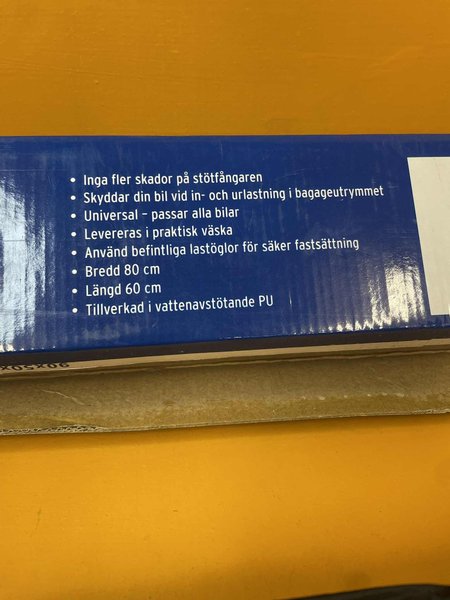 • Inga fler skador på stötfångaren
• Skyddar din bil vid in- och urlastning i bagageutrymmet
• Universal – passar alla bilar
• Levereras i praktisk väska
• Använd befintliga lastöglor för säker fastsättning
• Bredd 80 cm
• Längd 60 cm
• Tillverkad i vattenavstötande PU